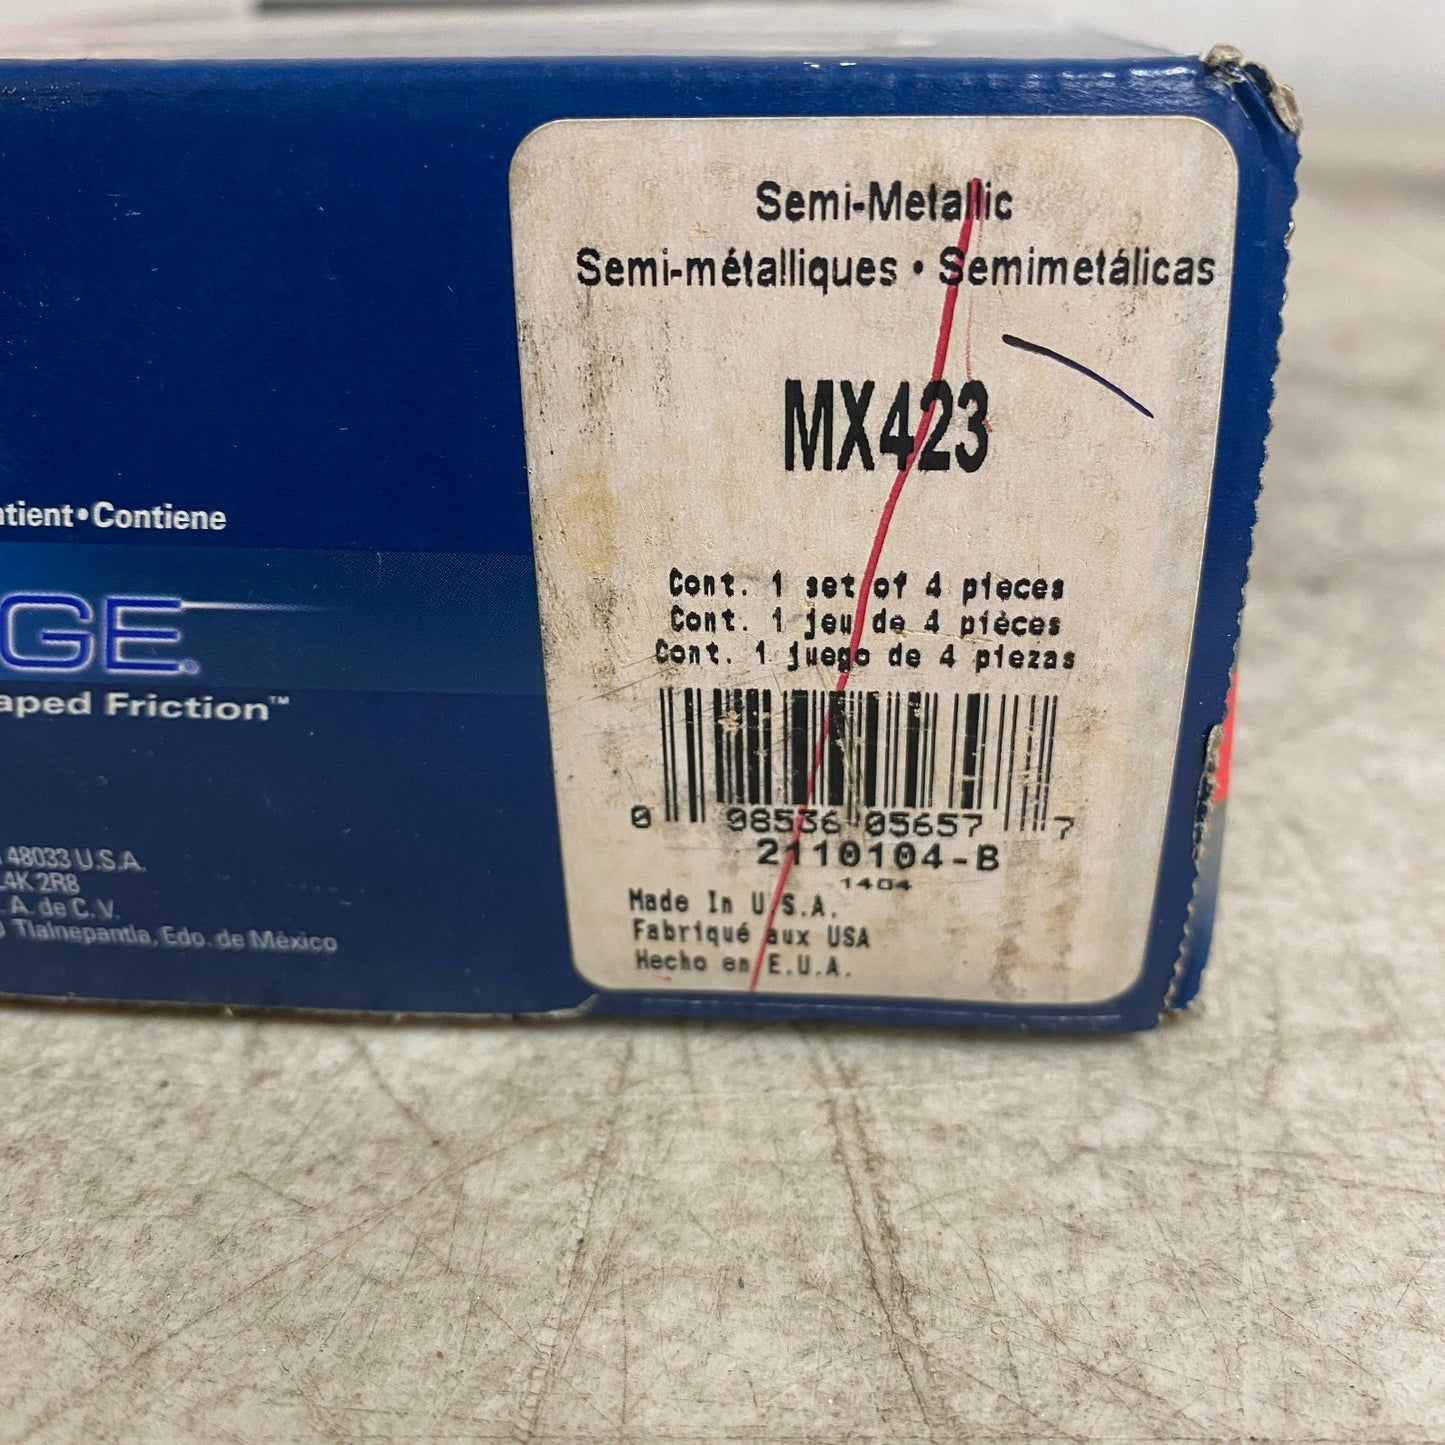 Semi-Metallic
Semi-métalliques • Semimetálicas
MX423
Cont. 1 set of 4 pieces
Cont. 1 jeu de 4 pièces
Cont. 1 juego de 4 piezas
0 98536 05657 7
2110104-B
1404
Made In U.S.A.
Fabriqué aux USA
Hecho en E.U.A.
tient•Contiene
GE®
aped Friction™
48033 U.S.A.
L4K 2R8
A. de C.V.
Tlalnepantla, Edo. de México